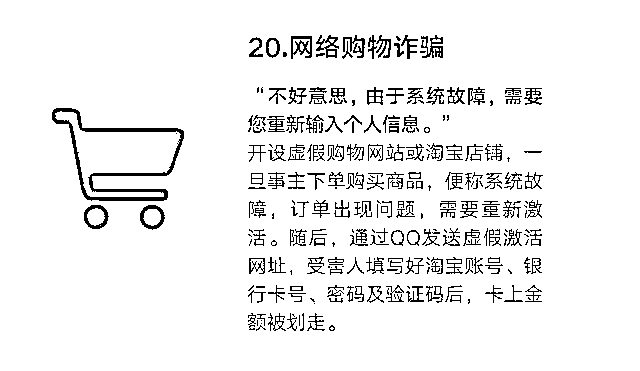 20.网络购物诈骗
“不好意思，由于系统故障，需要
您重新输入个人信息。”
开设虚假购物网站或淘宝店铺，一
旦事主下单购买商品，便称系统故
障，订单出现问题，需要重新激
活。随后，通过QQ发送虚假激活
网址，受害人填写好淘宝账号、银
行卡号、密码及验证码后，卡上金
额被划走。